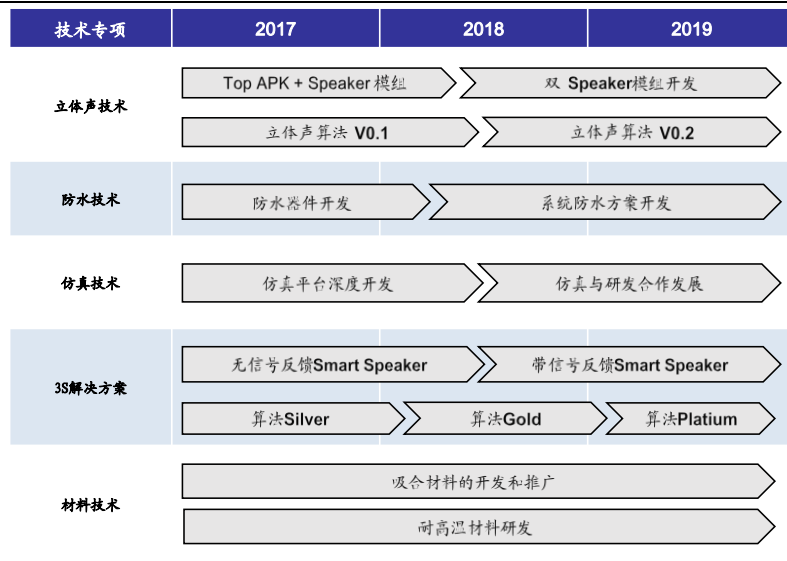 技术专项 2017 2018 2019
立体声技术
Top APK + Speaker 模组 双 Speaker模组开发
立体声算法 V0.1 立体声算法 V0.2
防水技术 防水器件开发 系统防水方案开发
仿真技术 仿真平台深度开发 仿真与研发合作发展
3S解决方案
无信号反馈Smart Speaker 带信号反馈Smart Speaker
算法Silver 算法Gold 算法Platium
材料技术
吸合材料的开发和推广
耐高温材料研发